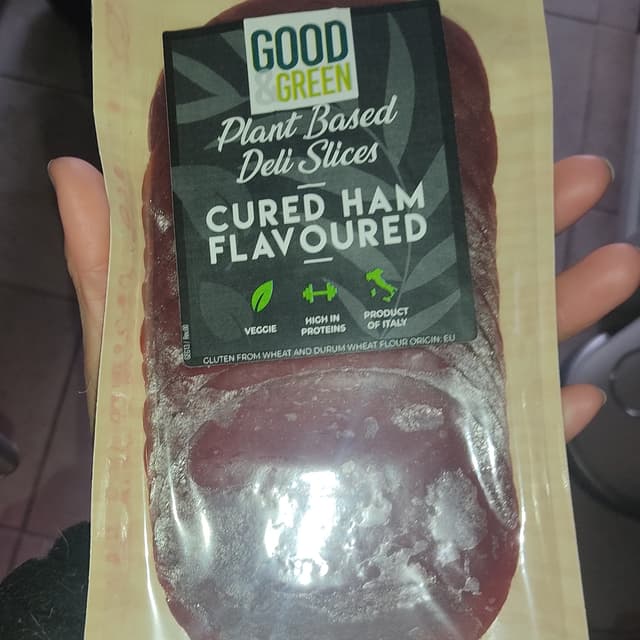 GOOD
&GREEN
Plant Based
Deli Slices
CURED HAM
FLAVOURED
VEGGIE
HIGH IN
PROTEINS
PRODUCT
OF ITALY
GLUTEN FROM WHEAT AND DURUM WHEAT FLOUR ORIGIN: EU